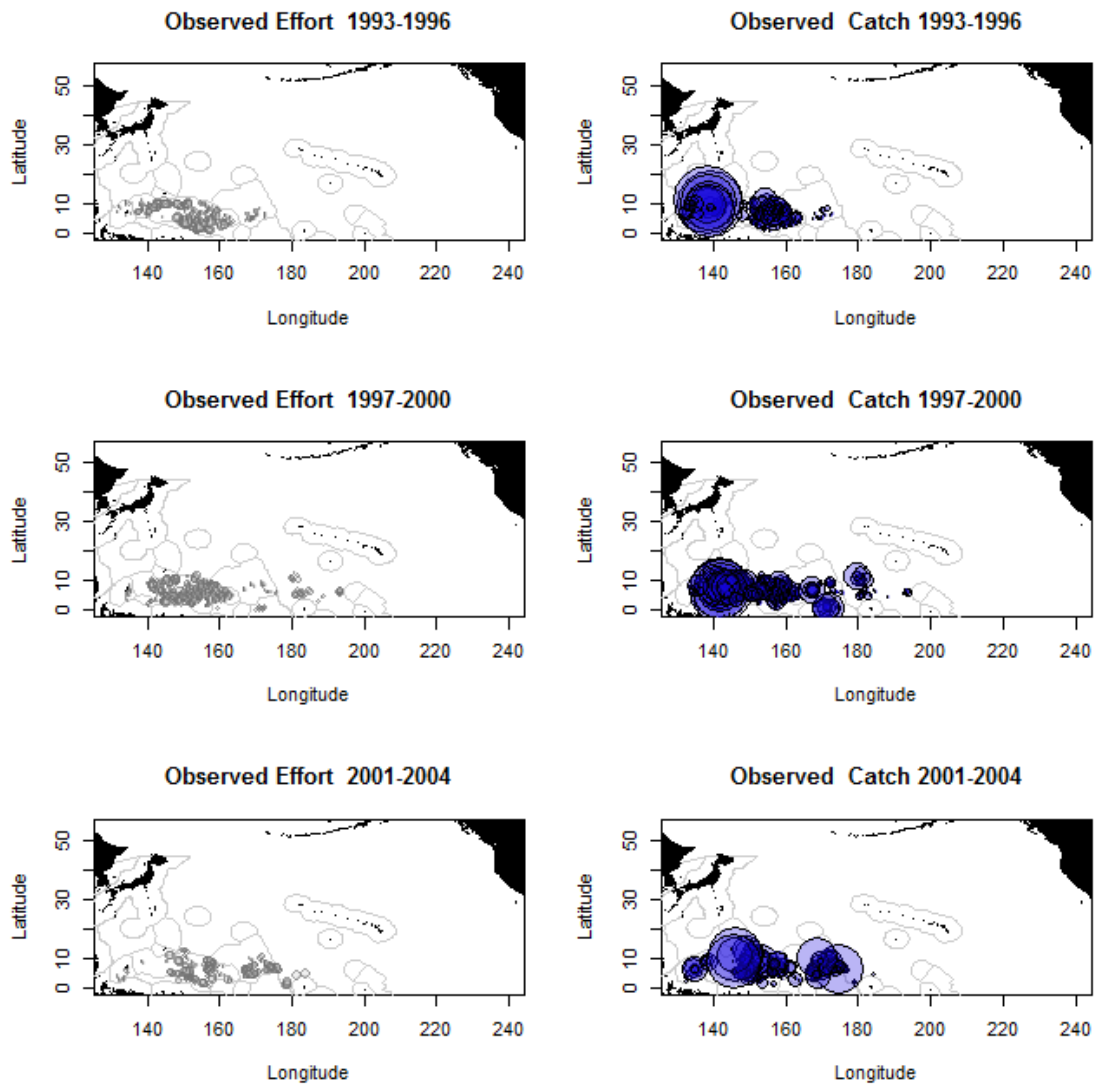 Observed Effort  1993-1996
Observed  Catch 1993-1996
Latitude
50
30
10
0
140 160 180 200 220 240
Longitude
Latitude
50
30
10
0
140 160 180 200 220 240
Longitude
Observed Effort  1997-2000
Observed  Catch 1997-2000
Latitude
50
30
10
0
140 160 180 200 220 240
Longitude
Latitude
50
30
10
0
140 160 180 200 220 240
Longitude
Observed Effort  2001-2004
Observed  Catch 2001-2004
Latitude
50
30
10
0
140 160 180 200 220 240
Longitude
Latitude
50
30
10
0
140 160 180 200 220 240
Longitude